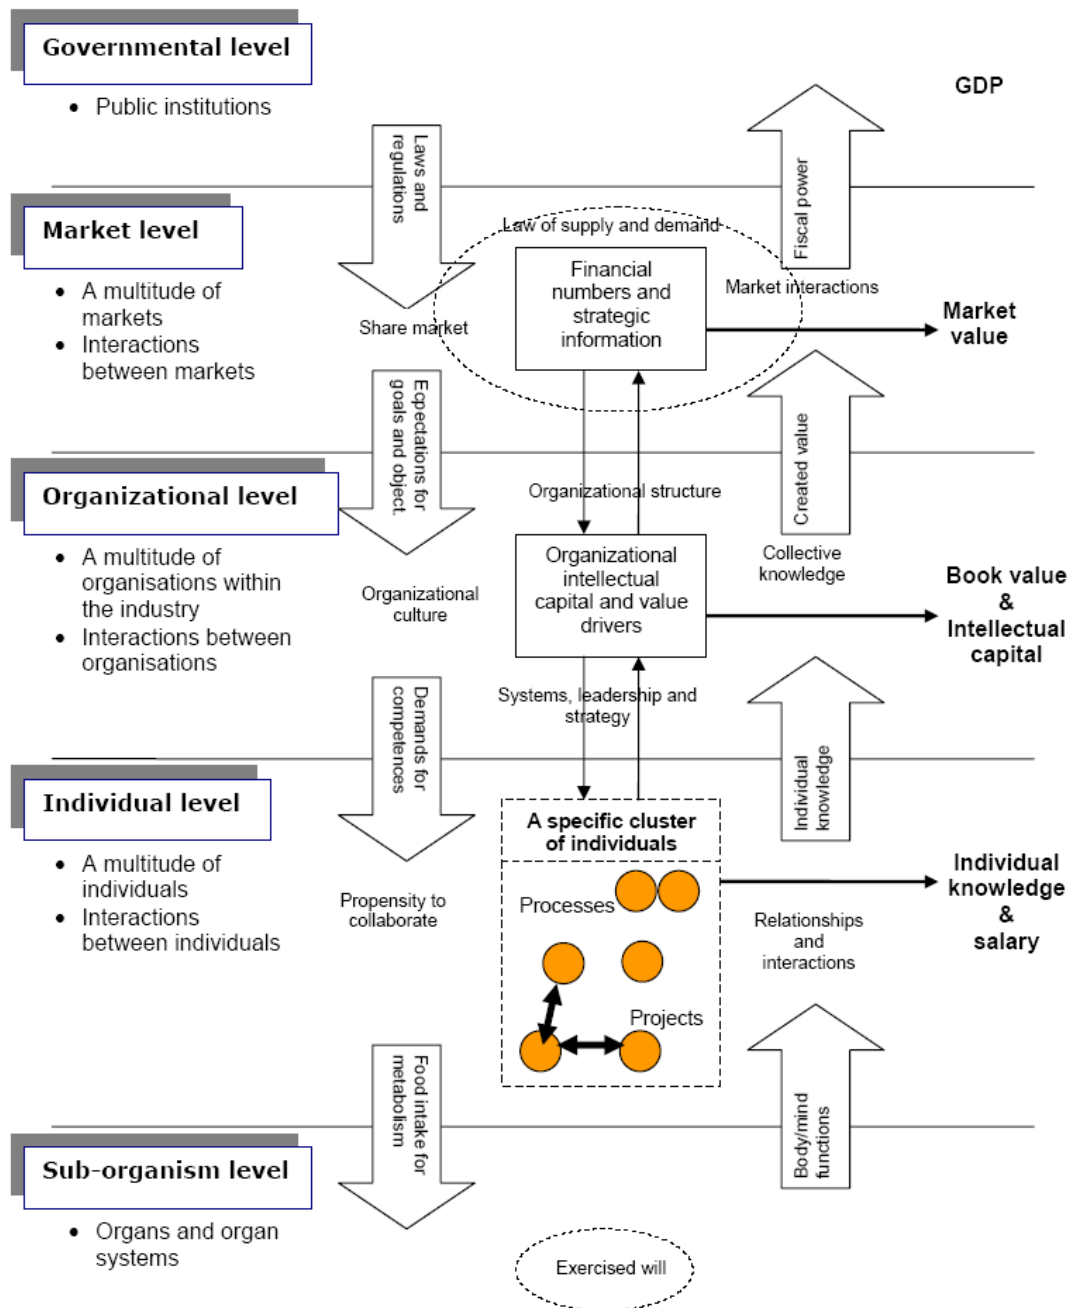 Governmental level
• Public institutions
GDP
Laws and
regulations
Fiscal power
Market level
• A multitude of
markets
• Interactions
between markets
Law of supply and demand
Financial
numbers and
strategic
information
Market interactions
Share market
Market
value
Ecpectations for
goals and object.
Created value
Organizational level
• A multitude of
organisations within
the industry
• Interactions between
organisations
Organizational structure
Organizational
intellectual
capital and value
drivers
Organizational
culture
Collective
knowledge
Book value
&
Intellectual
capital
Demands for
competences
Systems, leadership and
strategy
Individual
knowledge
Individual level
• A multitude of
individuals
• Interactions
between individuals
A specific cluster
of individuals
Processes
Projects
Propensity to
collaborate
Relationships
and
interactions
Individual
knowledge
&
salary
Food intake for
metabolism
Body/mind
functions
Sub-organism level
• Organs and organ
systems
Exercised will